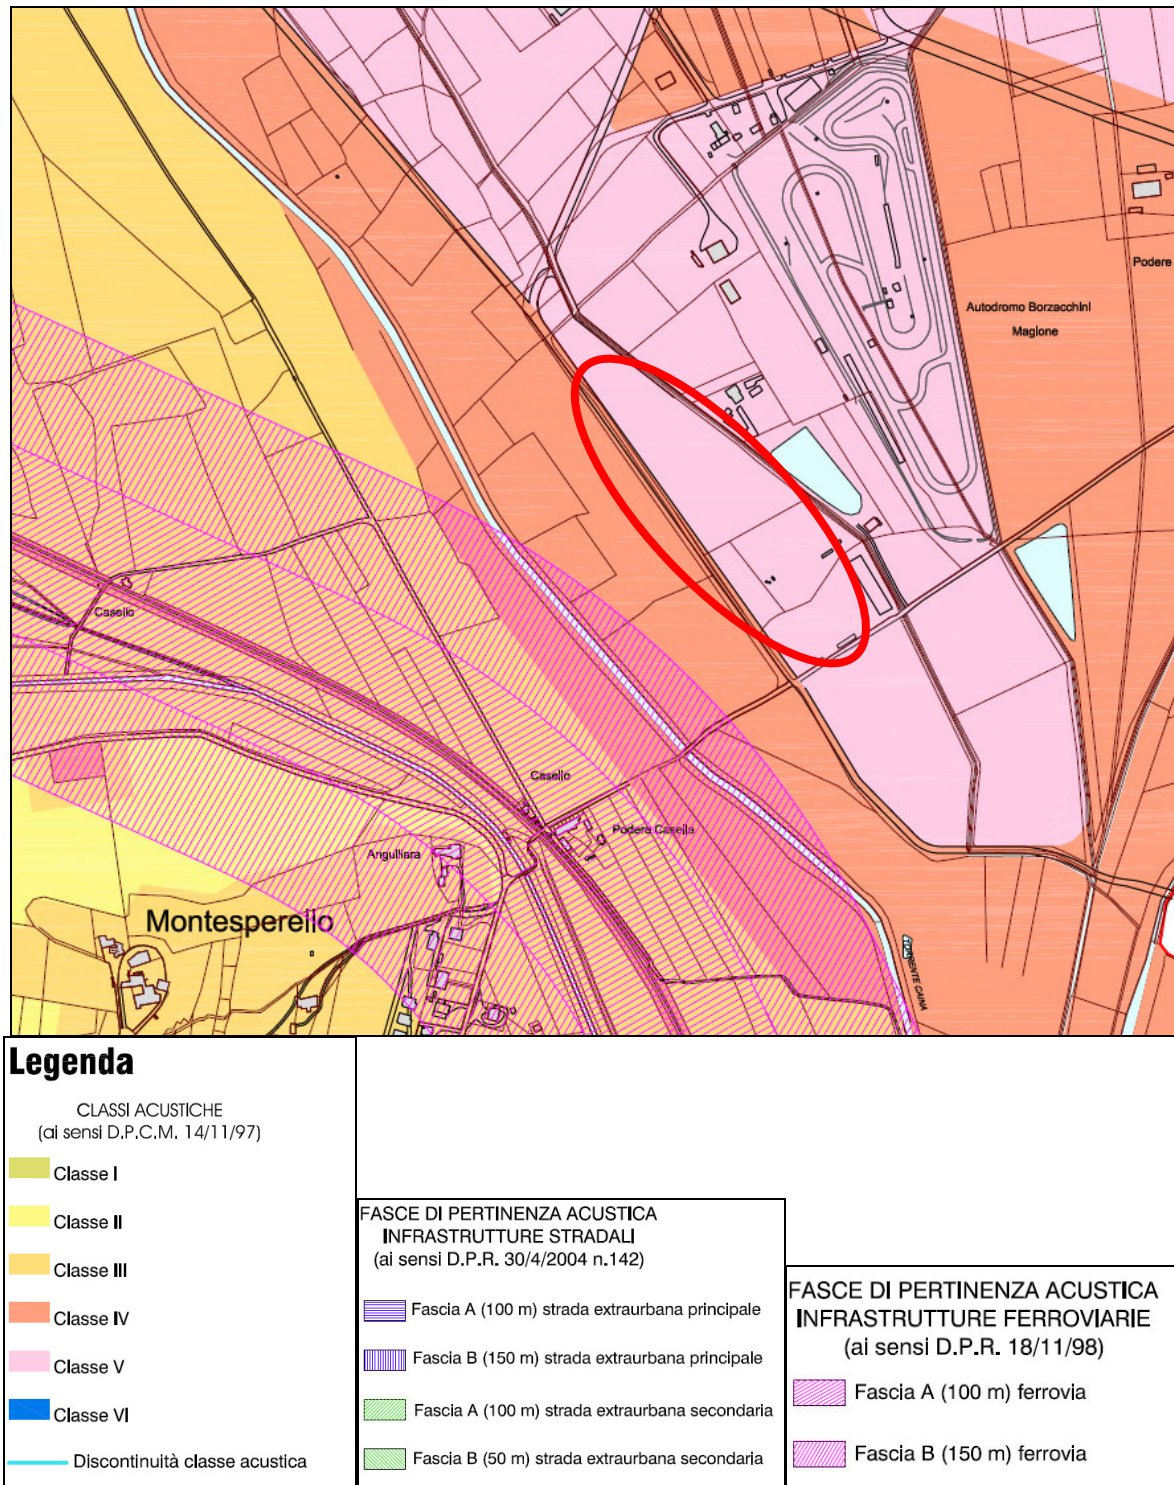 Podere
Autodromo Borzacchini
Magione
Casello
Casello
Podera Casella
Angulliara
Montesperello
TORRENTE CAINA
Legenda
CLASSI ACUSTICHE
(ai sensi D.P.C.M. 14/11/97)
Classe I
Classe II
Classe III
Classe IV
Classe V
Classe VI
Discontinuità classe acustica
FASCE DI PERTINENZA ACUSTICA
INFRASTRUTTURE STRADALI
(ai sensi D.P.R. 30/4/2004 n.142)
Fascia A (100 m) strada extraurbana principale
Fascia B (150 m) strada extraurbana principale
Fascia A (100 m) strada extraurbana secondaria
Fascia B (50 m) strada extraurbana secondaria
FASCE DI PERTINENZA ACUSTICA
INFRASTRUTTURE FERROVIARIE
(ai sensi D.P.R. 18/11/98)
Fascia A (100 m) ferrovia
Fascia B (150 m) ferrovia